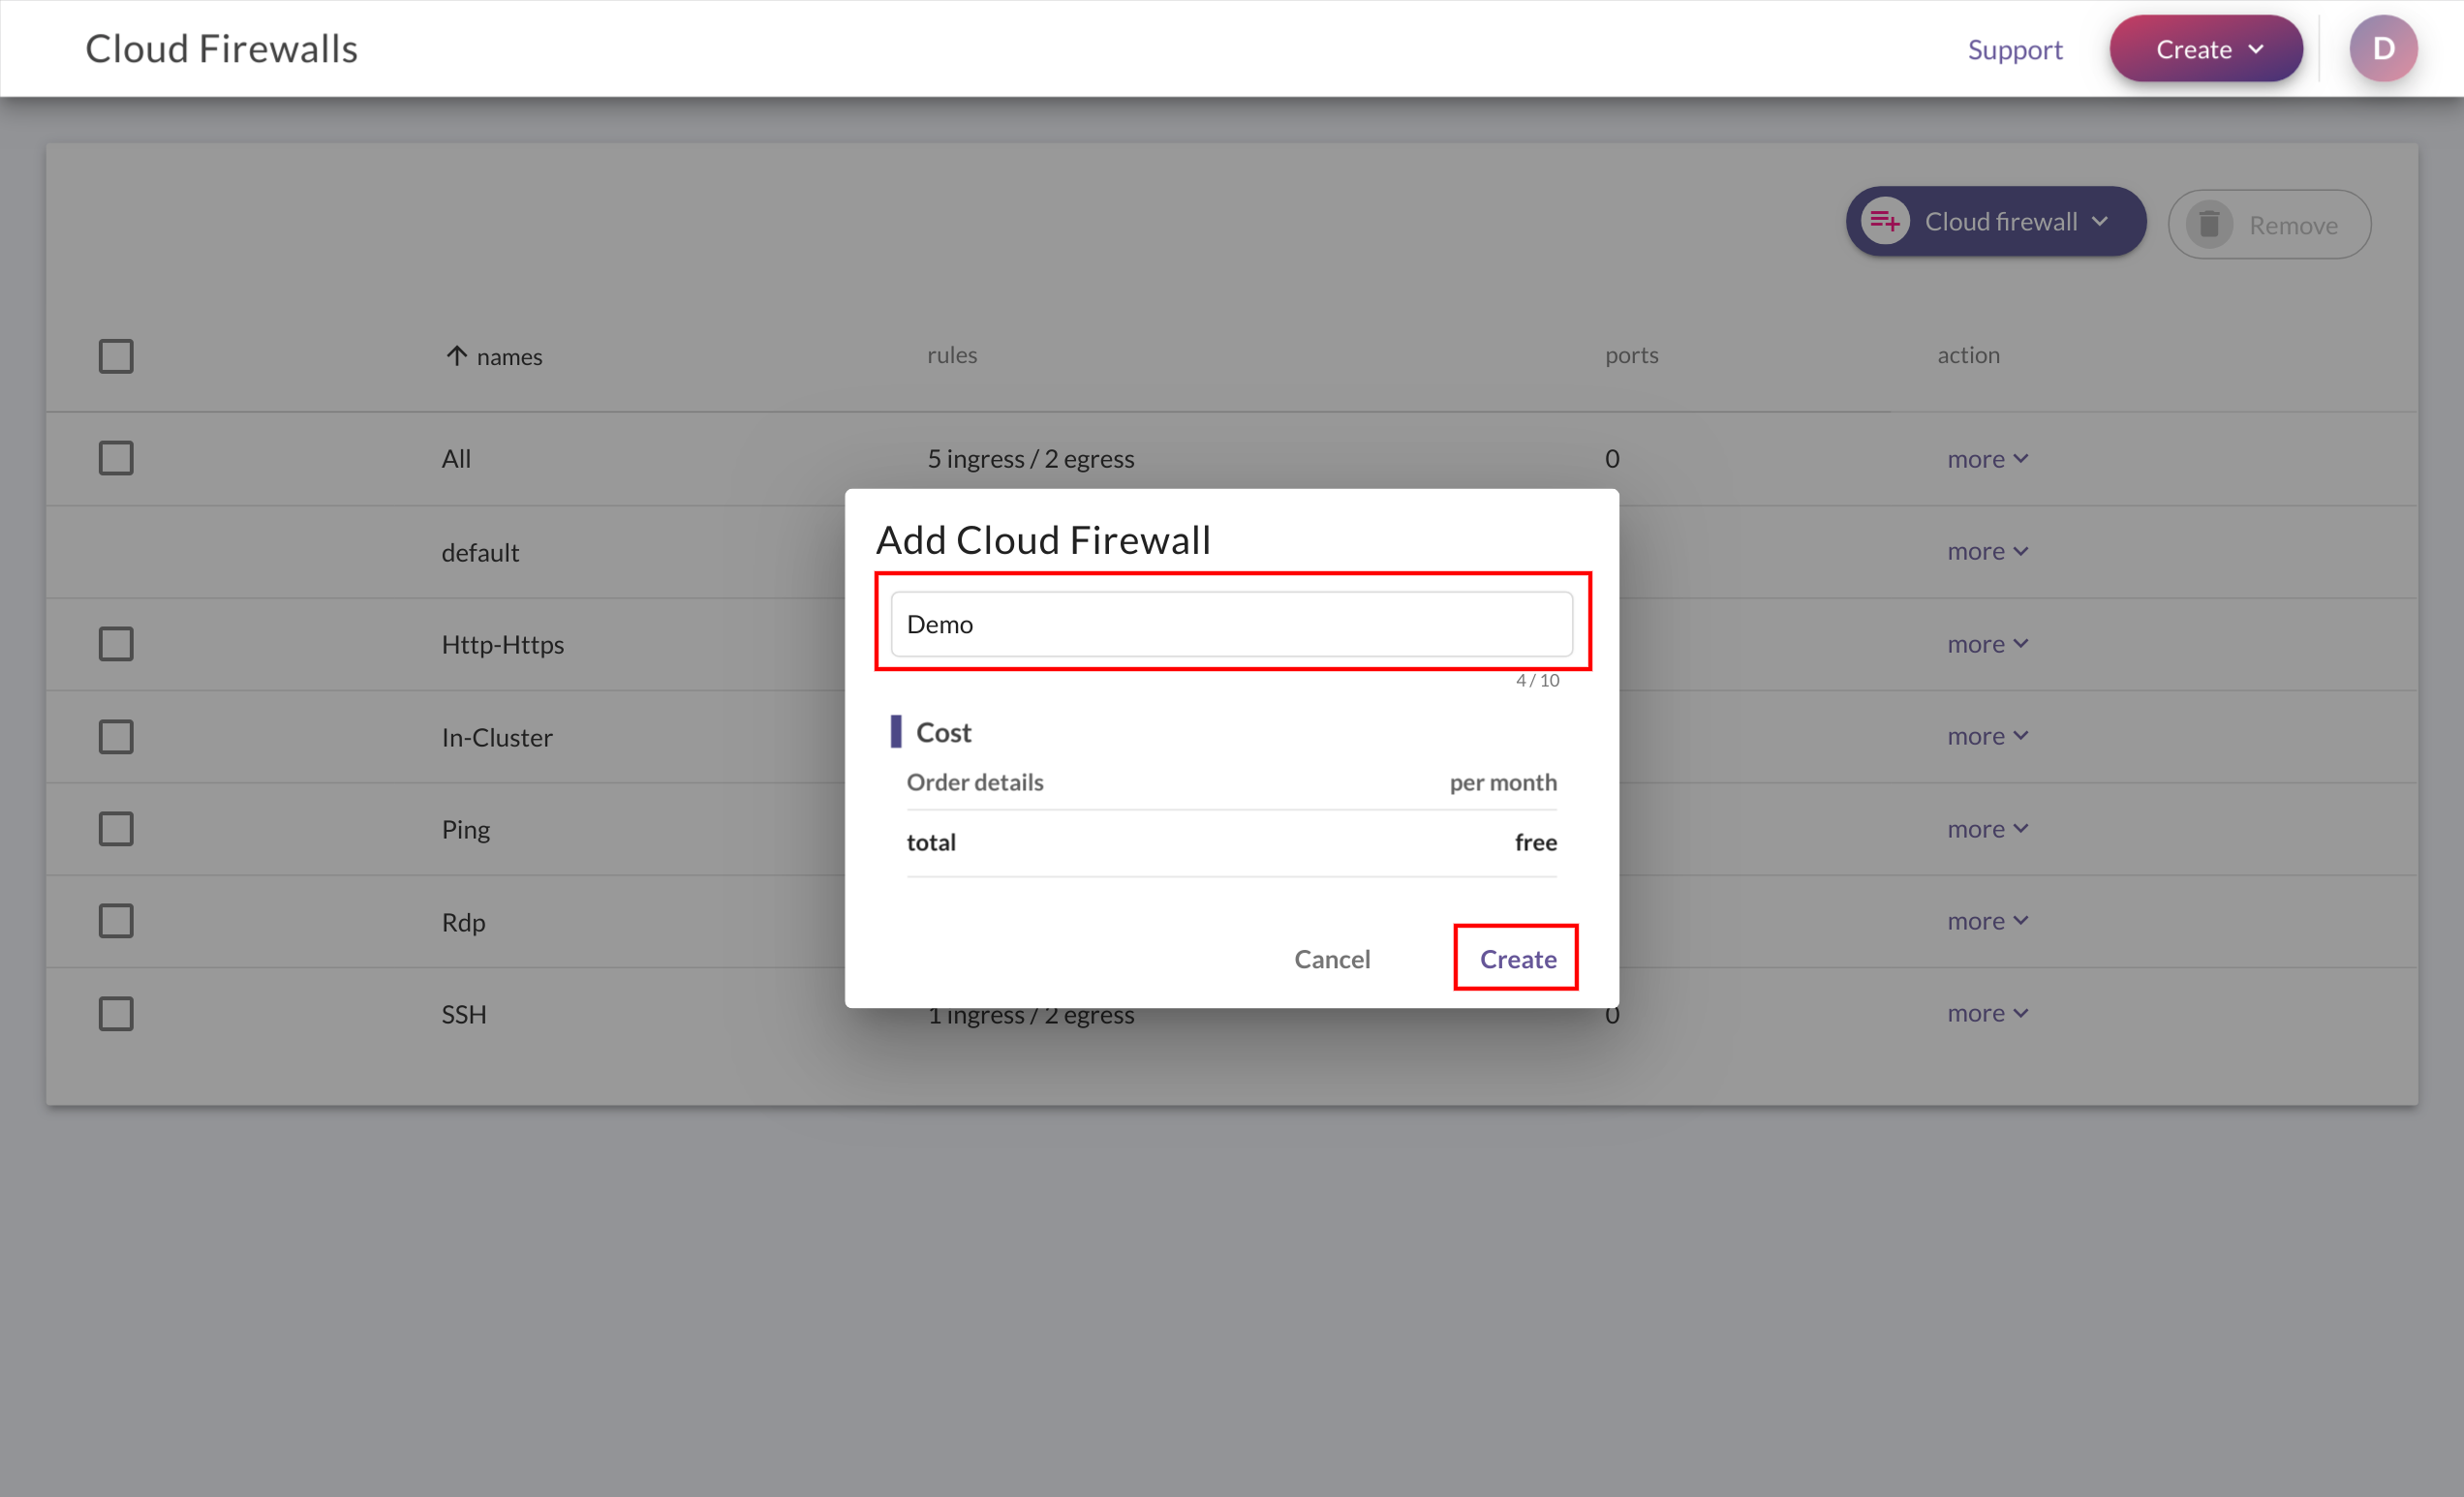 Cloud Firewalls
Support
Create
D
Cloud firewall
Remove
names rules ports action
All 5 ingress / 2 egress 0 more
default more
Http-Https more
In-Cluster more
Ping more
Rdp more
SSH 1 ingress / 2 egress 0 more
Add Cloud Firewall
Demo
4 / 10
Cost
Order details per month
total free
Cancel Create